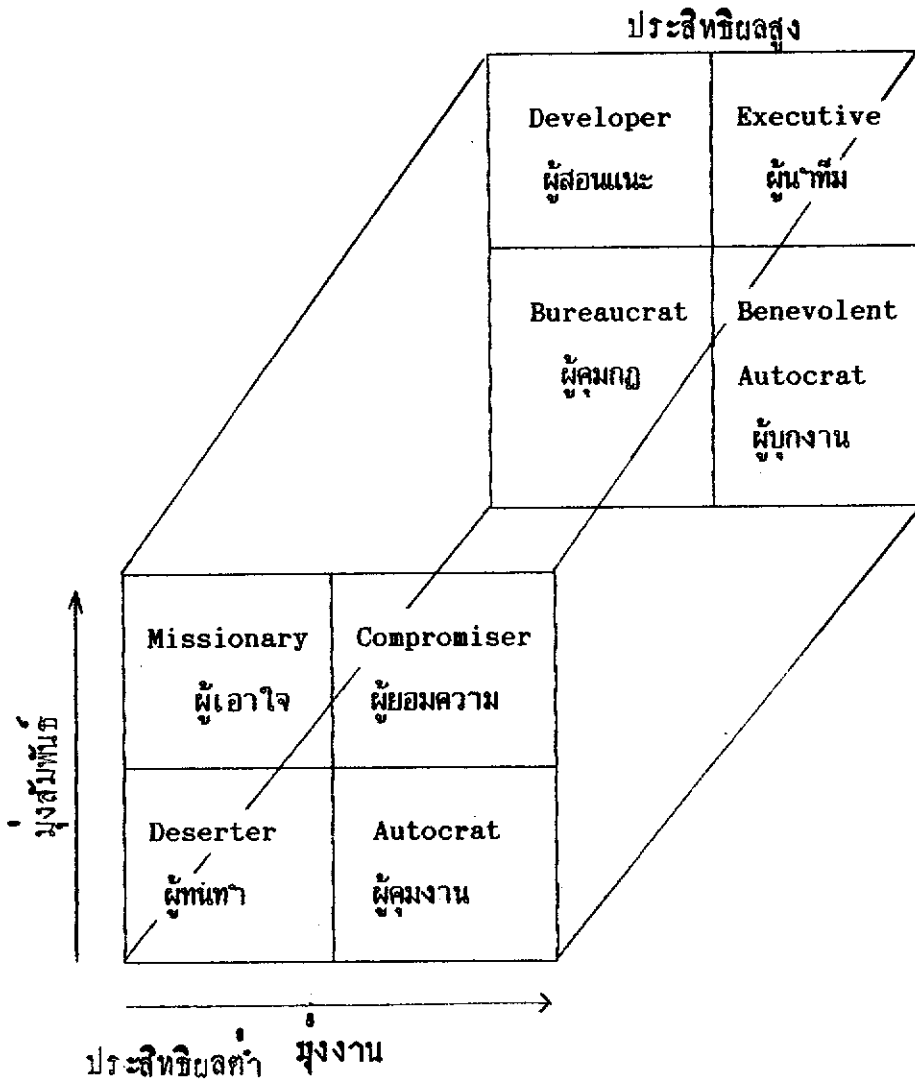 ประสิทธิผลสูง
Developer
ผู้สอนแนะ
Executive
ผู้นำทีม
Bureaucrat
ผู้คุมกฎ
Benevolent
Autocrat
ผู้บุกงาน
Missionary
ผู้เอาใจ
Compromiser
ผู้ยอมความ
Deserter
ผู้ทนทำ
Autocrat
ผู้คุมงาน
มุ่งสัมพันธ์
มุ่งงาน
ประสิทธิผลต่ำ